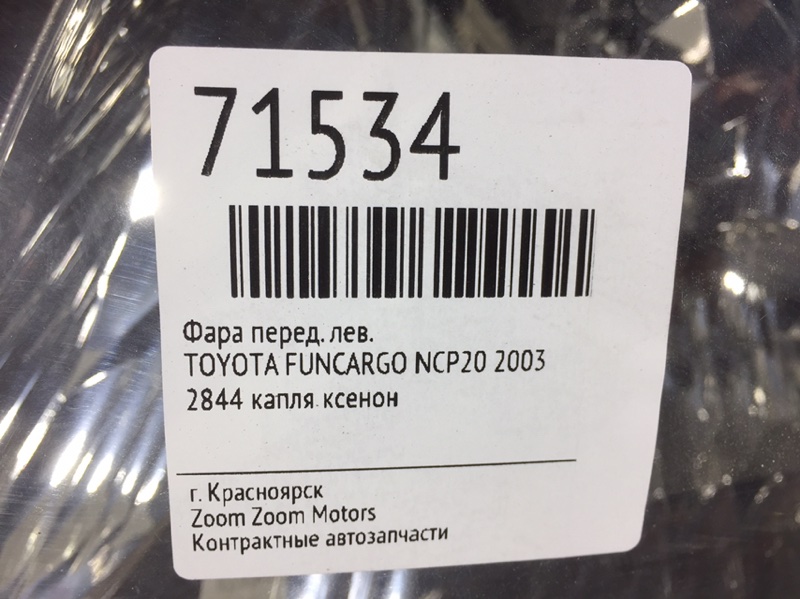 71534
Фара перед. лев.
TOYOTA FUNCARGO NCP20 2003
2844 капля ксенон
г. Красноярск
Zoom Zoom Motors
Контрактные автозапчасти